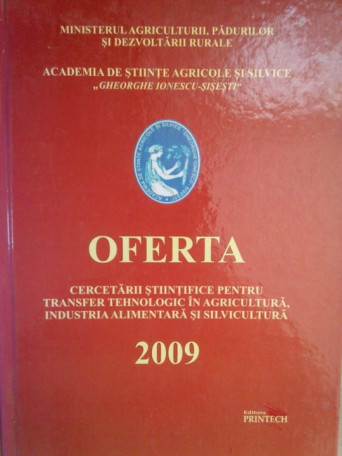 MINISTERUL AGRICULTURII, PĂDURILOR
ȘI DEZVOLTĂRII RURALE
ACADEMIA DE ȘTIINȚE AGRICOLE ȘI SILVICE
„GHEORGHE IONESCU-ȘIȘEȘTI”
OFERTA
CERCETĂRII ȘTIINȚIFICE PENTRU
TRANSFER TEHNOLOGIC ÎN AGRICULTURĂ,
INDUSTRIA ALIMENTARĂ ȘI SILVICULTURĂ
2009
Editura
PRINTECH